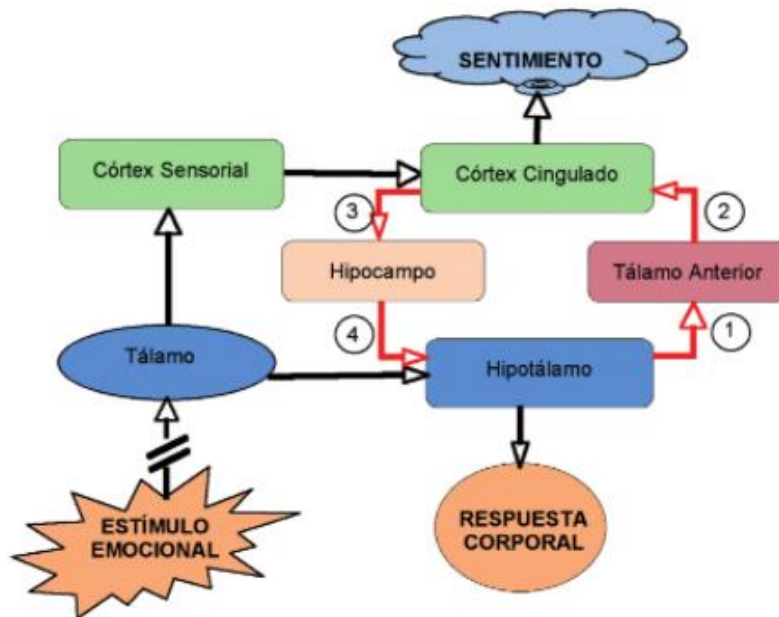 SENTIMIENTO
Córtex Sensorial
Córtex Cingulado
3
2
Hipocampo
Tálamo Anterior
4
1
Tálamo
Hipotálamo
ESTÍMULO
EMOCIONAL
RESPUESTA
CORPORAL